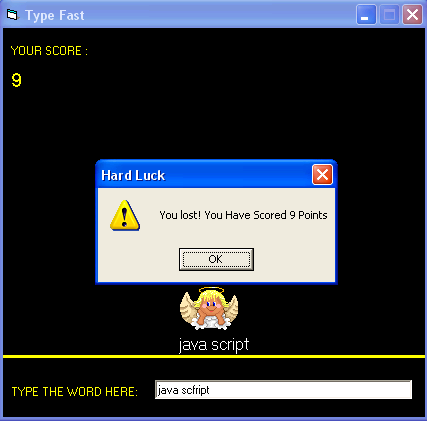 Type Fast
YOUR SCORE :
9
Hard Luck
You lost! You Have Scored 9 Points
OK
java script
TYPE THE WORD HERE:
java scfript